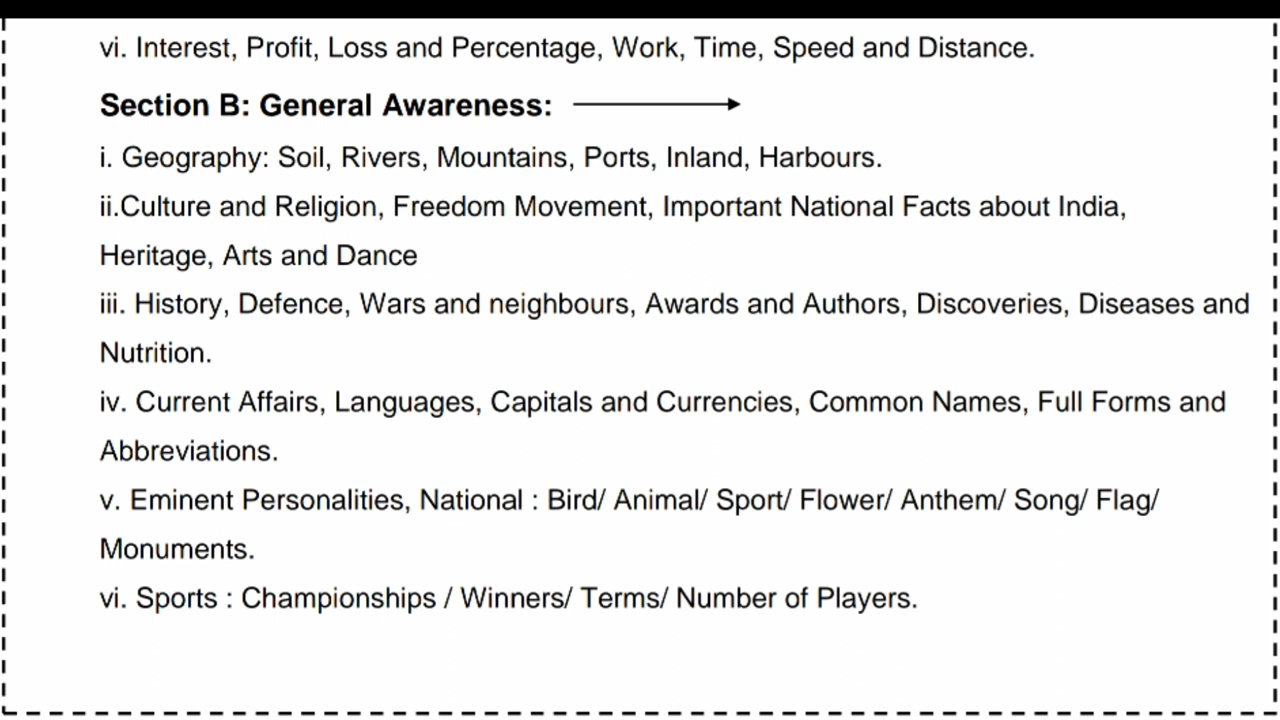 vi. Interest, Profit, Loss and Percentage, Work, Time, Speed and Distance.
Section B: General Awareness:
i. Geography: Soil, Rivers, Mountains, Ports, Inland, Harbours.
ii.Culture and Religion, Freedom Movement, Important National Facts about India,
Heritage, Arts and Dance
iii. History, Defence, Wars and neighbours, Awards and Authors, Discoveries, Diseases and
Nutrition.
iv. Current Affairs, Languages, Capitals and Currencies, Common Names, Full Forms and
Abbreviations.
v. Eminent Personalities, National : Bird/ Animal/ Sport/ Flower/ Anthem/ Song/ Flag/
Monuments.
vi. Sports : Championships / Winners/ Terms/ Number of Players.